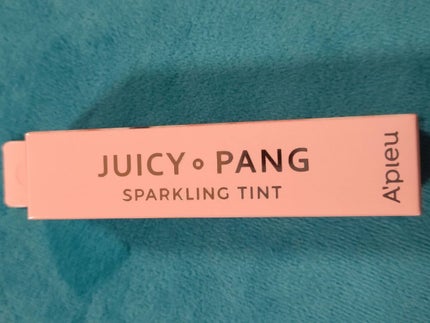 JUICY • PANG
SPARKLING TINT
A'pieu